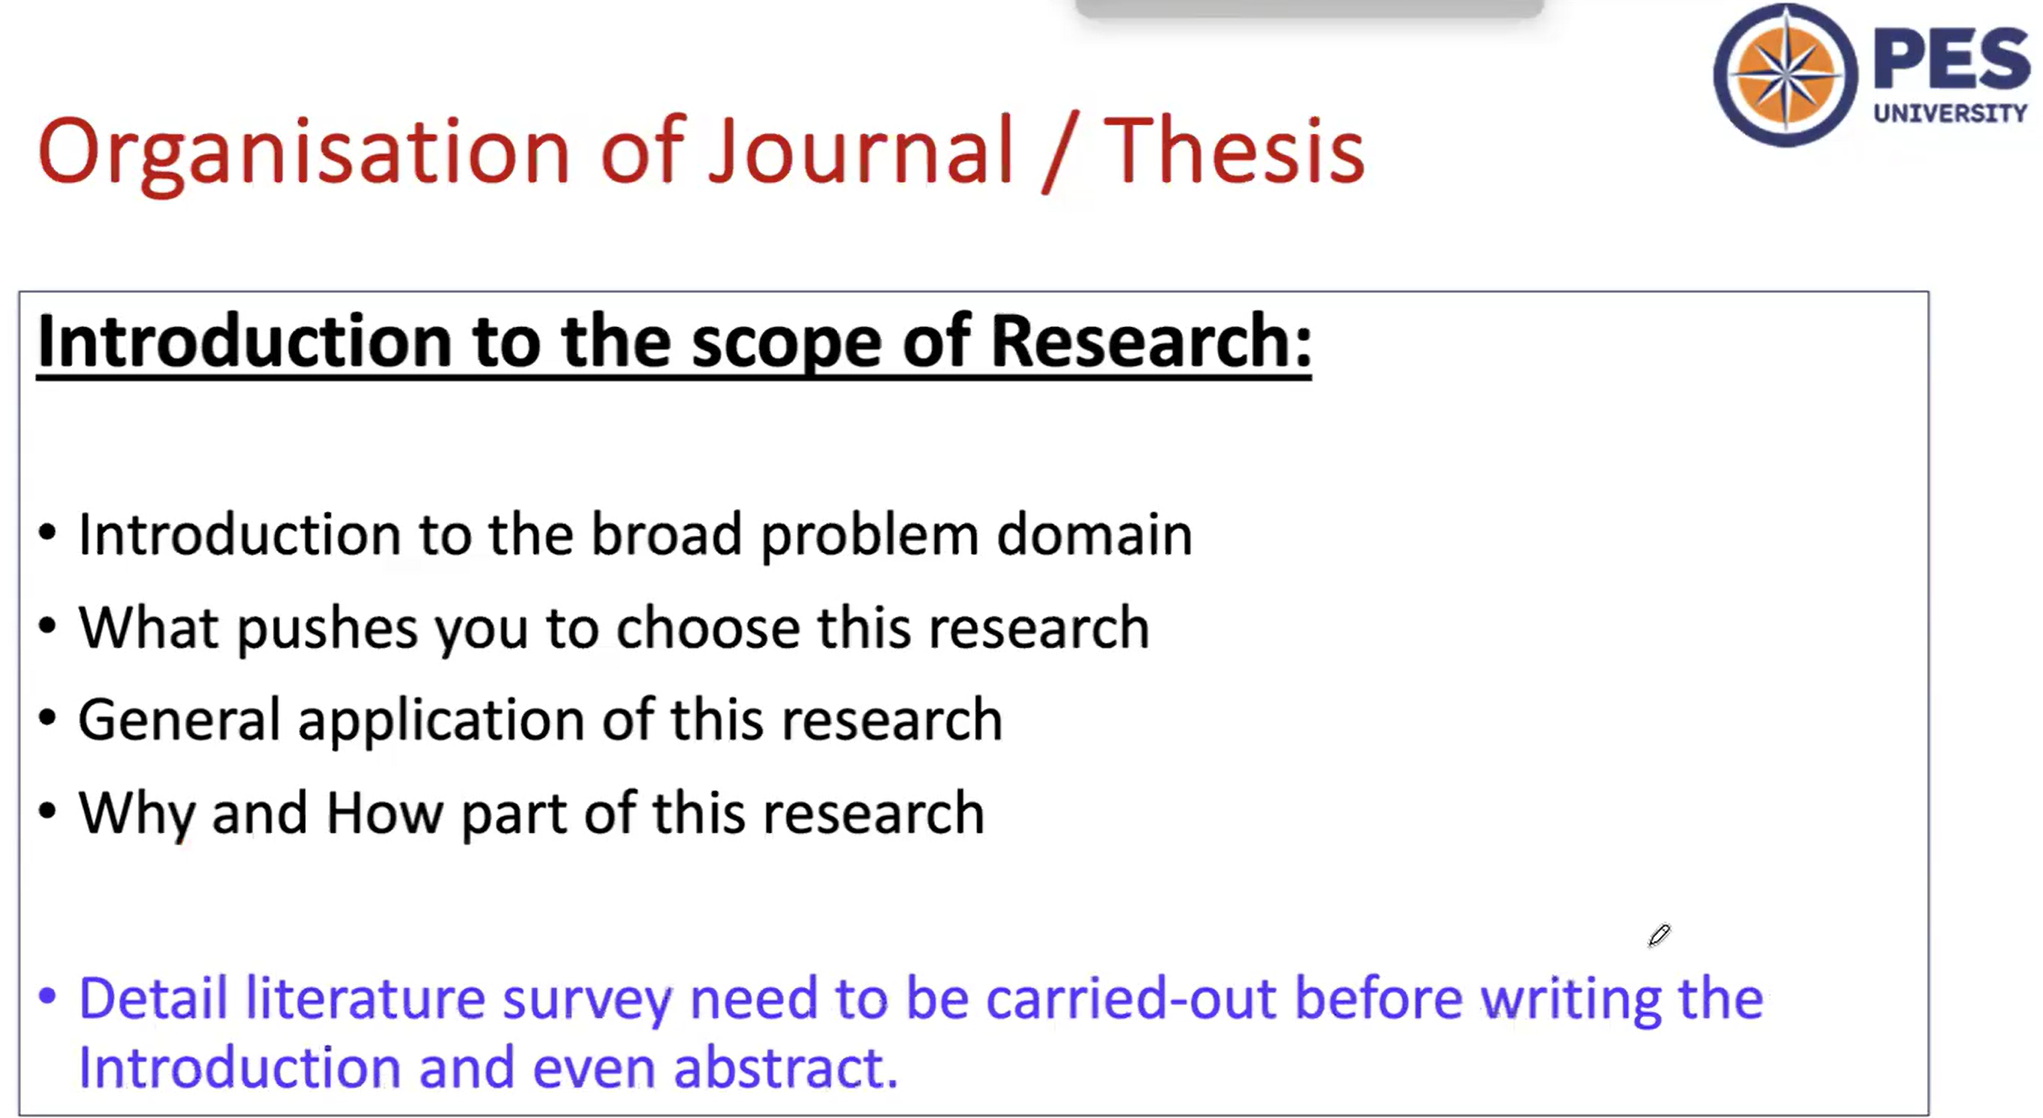 PES
UNIVERSITY
Organisation of Journal / Thesis
Introduction to the scope of Research:
• Introduction to the broad problem domain
• What pushes you to choose this research
• General application of this research
• Why and How part of this research
• Detail literature survey need to be carried-out before writing the
Introduction and even abstract.